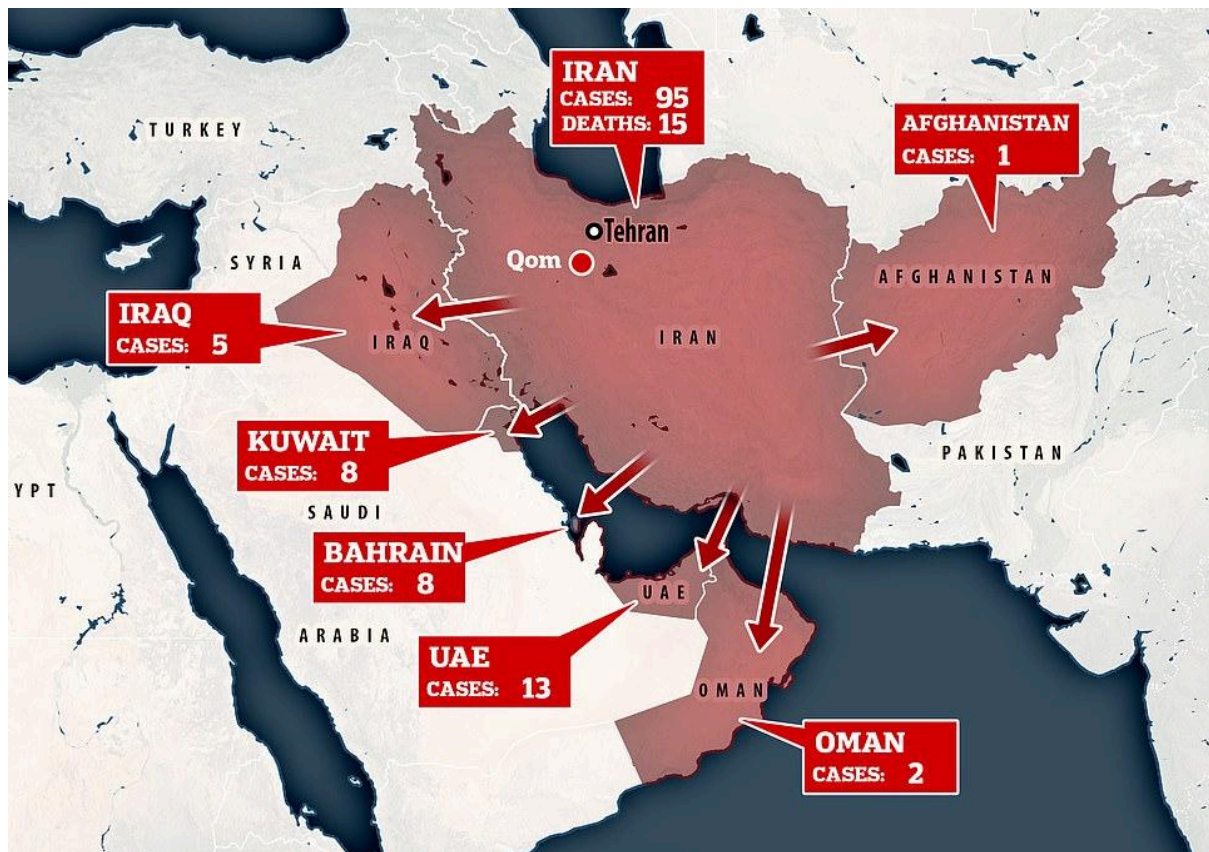 IRAN
CASES: 95
DEATHS: 15
AFGHANISTAN
CASES: 1
TURKEY
Tehran
Qom
SYRIA
AFGHANISTAN
IRAQ
CASES: 5
IRAQ
IRAN
KUWAIT
CASES: 8
PAKISTAN
YPT
SAUDI
ARABIA
BAHRAIN
CASES: 8
UAE
UAE
CASES: 13
OMAN
OMAN
CASES: 2